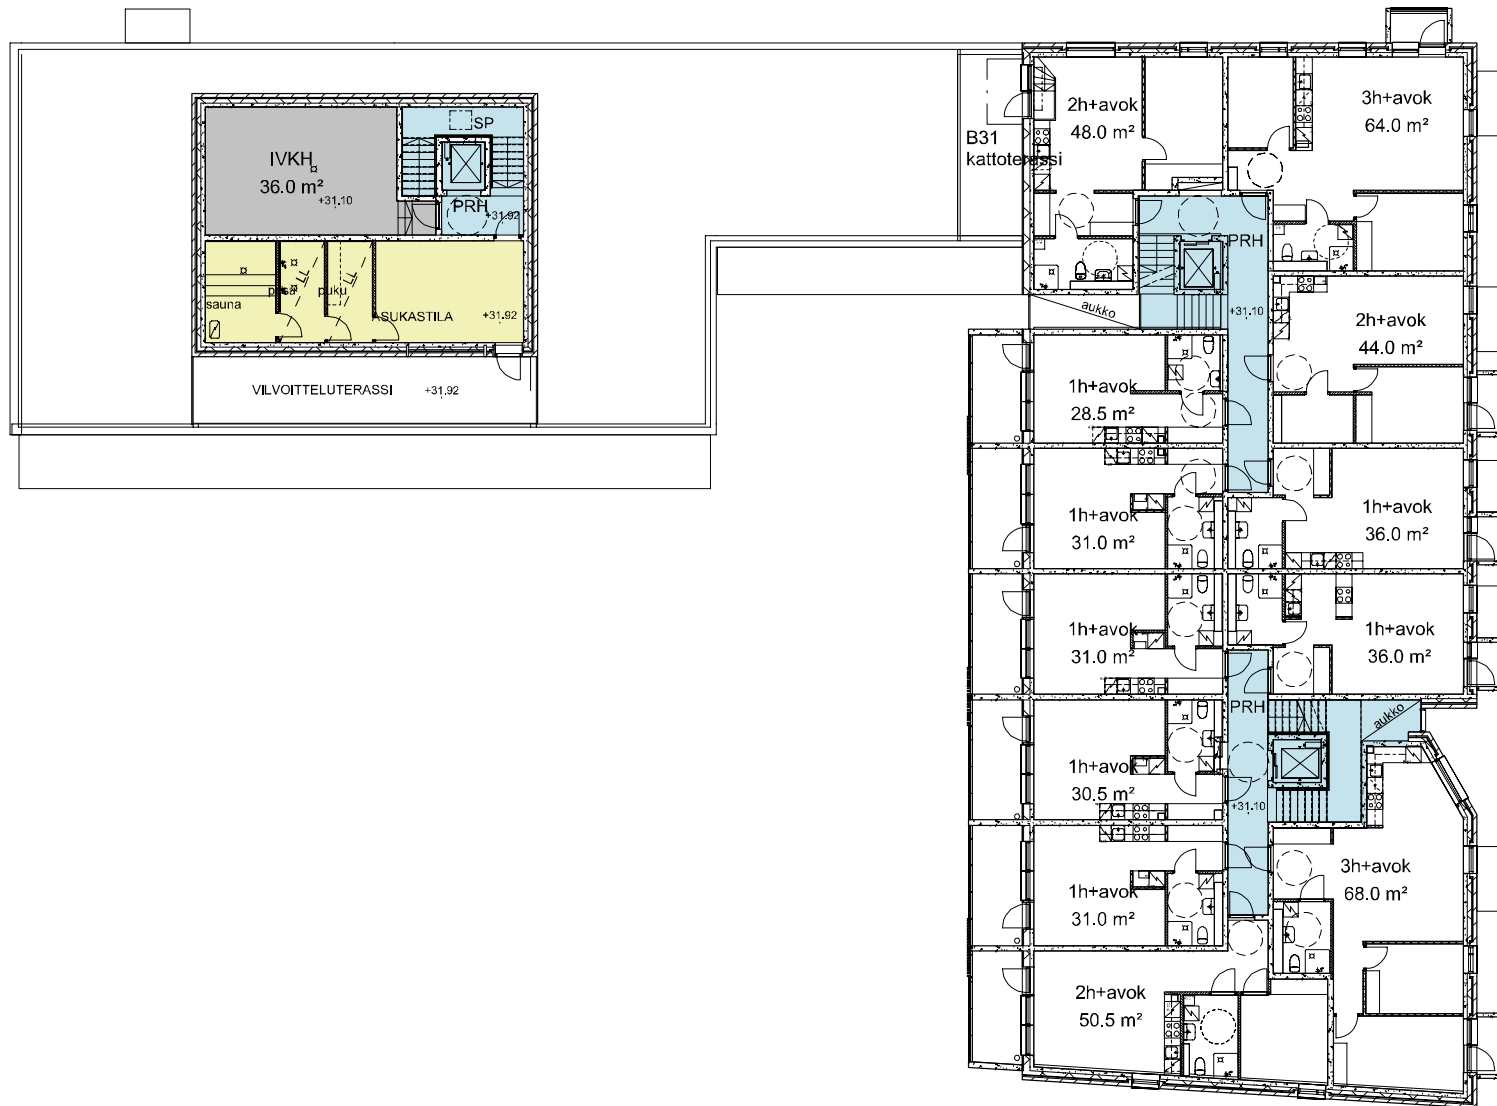 SP
IVKH
36.0 m²
+31.10
PRH
+31.92
sauna
pesu
puku
ASUKASTILA
+31.92
VILVOITTELUTERASSI
+31.92
B31
kattoterassi
2h+avok
48.0 m²
3h+avok
64.0 m²
PRH
+31.10
aukko
2h+avok
44.0 m²
1h+avok
28.5 m²
1h+avok
31.0 m²
1h+avok
36.0 m²
1h+avok
31.0 m²
1h+avok
36.0 m²
PRH
aukko
+31.10
1h+avok
30.5 m²
3h+avok
68.0 m²
1h+avok
31.0 m²
2h+avok
50.5 m²